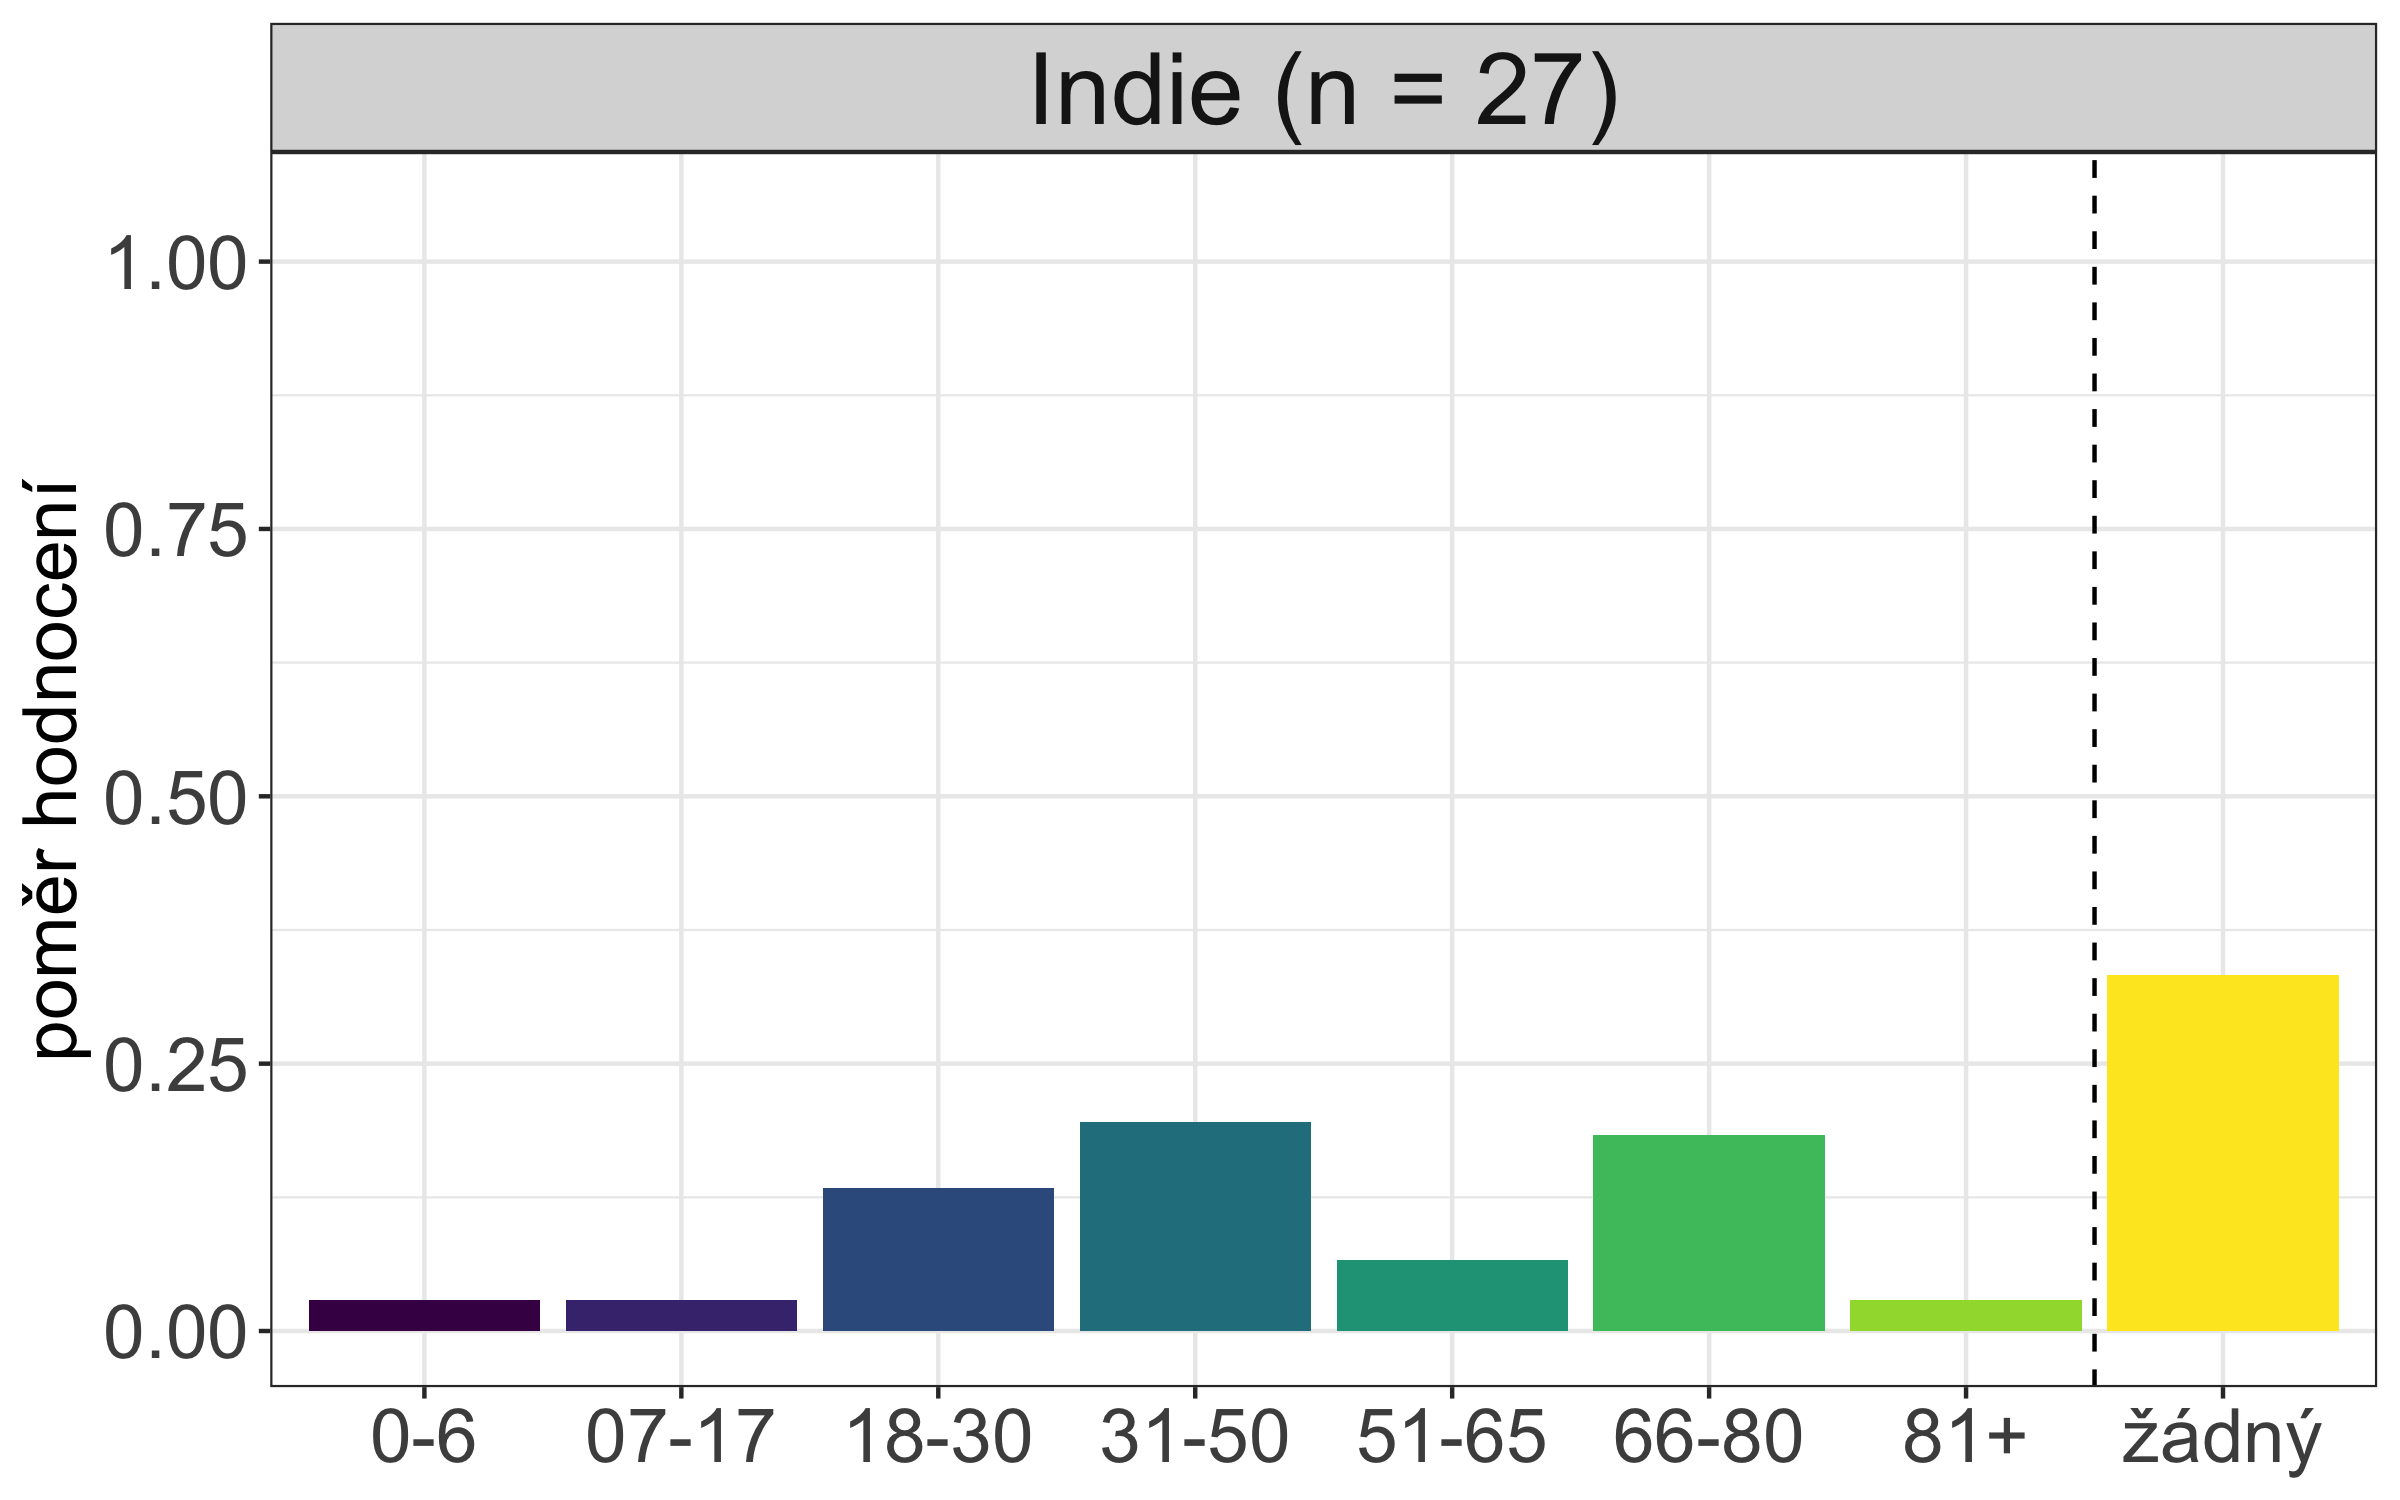 Indie (n = 27)
poměr hodnocení
1.00
0.75
0.50
0.25
0.00
0-6 07-17 18-30 31-50 51-65 66-80 81+ žádný